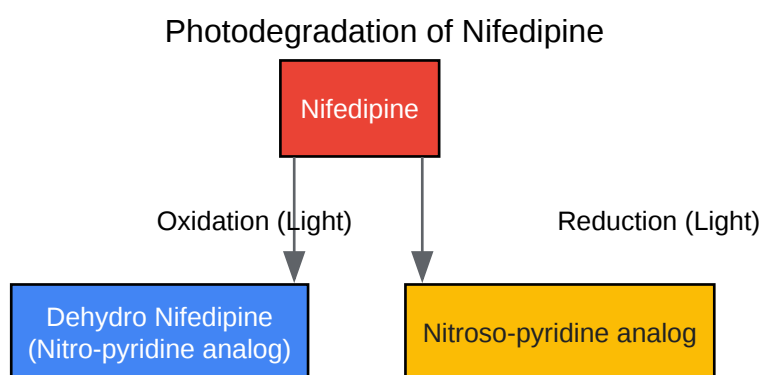 Photodegradation of Nifedipine
Nifedipine
Oxidation (Light)
Reduction (Light)
Dehydro Nifedipine
(Nitro-pyridine analog)
Nitroso-pyridine analog